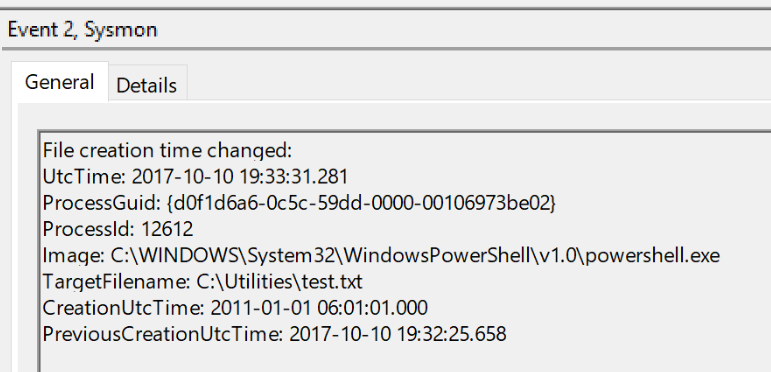 Event 2, Sysmon
General
Details
File creation time changed:
UtcTime: 2017-10-10 19:33:31.281
ProcessGuid: {d0f1d6a6-0c5c-59dd-0000-00106973be02}
ProcessId: 12612
Image: C:\WINDOWS\System32\WindowsPowerShell\v1.0\powershell.exe
TargetFilename: C:\Utilities\test.txt
CreationUtcTime: 2011-01-01 06:01:01.000
PreviousCreationUtcTime: 2017-10-10 19:32:25.658